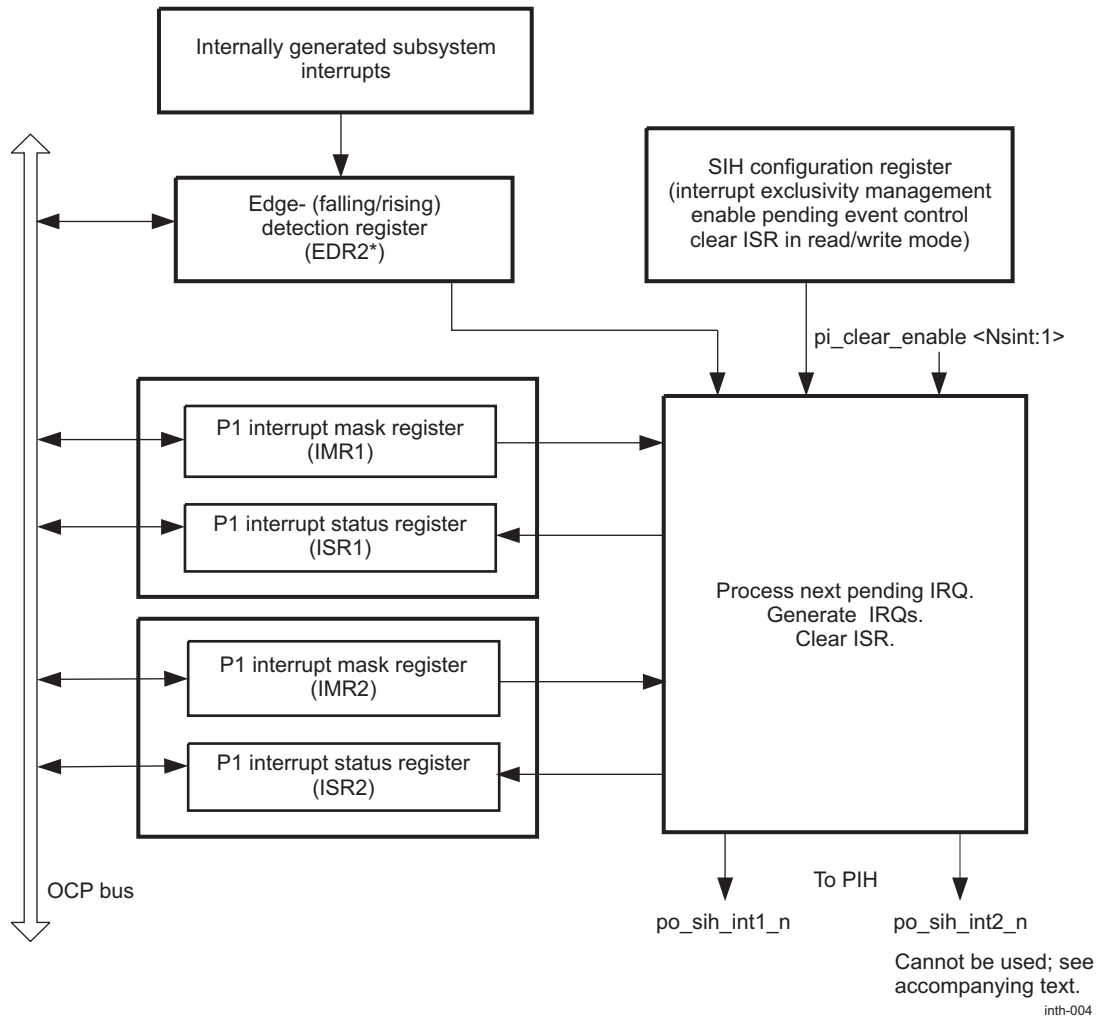 Internally generated subsystem
interrupts
SIH configuration register
(interrupt exclusivity management
enable pending event control
clear ISR in read/write mode)
Edge- (falling/rising)
detection register
(EDR2*)
pi_clear_enable <Nsint:1>
P1 interrupt mask register
(IMR1)
P1 interrupt status register
(ISR1)
Process next pending IRQ.
Generate IRQs.
Clear ISR.
P1 interrupt mask register
(IMR2)
P1 interrupt status register
(ISR2)
OCP bus
To PIH
po_sih_int1_n
po_sih_int2_n
Cannot be used; see
accompanying text.
inth-004